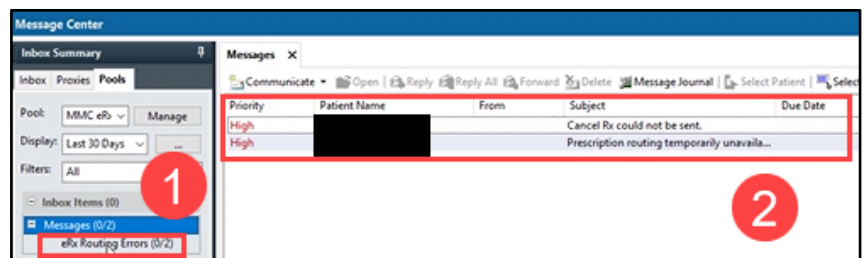 Message Center
Inbox Summary
Inbox Proxies Pools
Pool: MMC eRx Manage
Display: Last 30 Days ...
Filters: All
Inbox Items (0)
Messages (0/2)
eRx Routing Errors (0/2)
1
Messages X
Communicate Open Reply Reply All Forward Delete Message Journal Select Patient Selec
Priority Patient Name From Subject Due Date
High Cancel Rx could not be sent.
High Prescription routing temporarily unavaila...
2